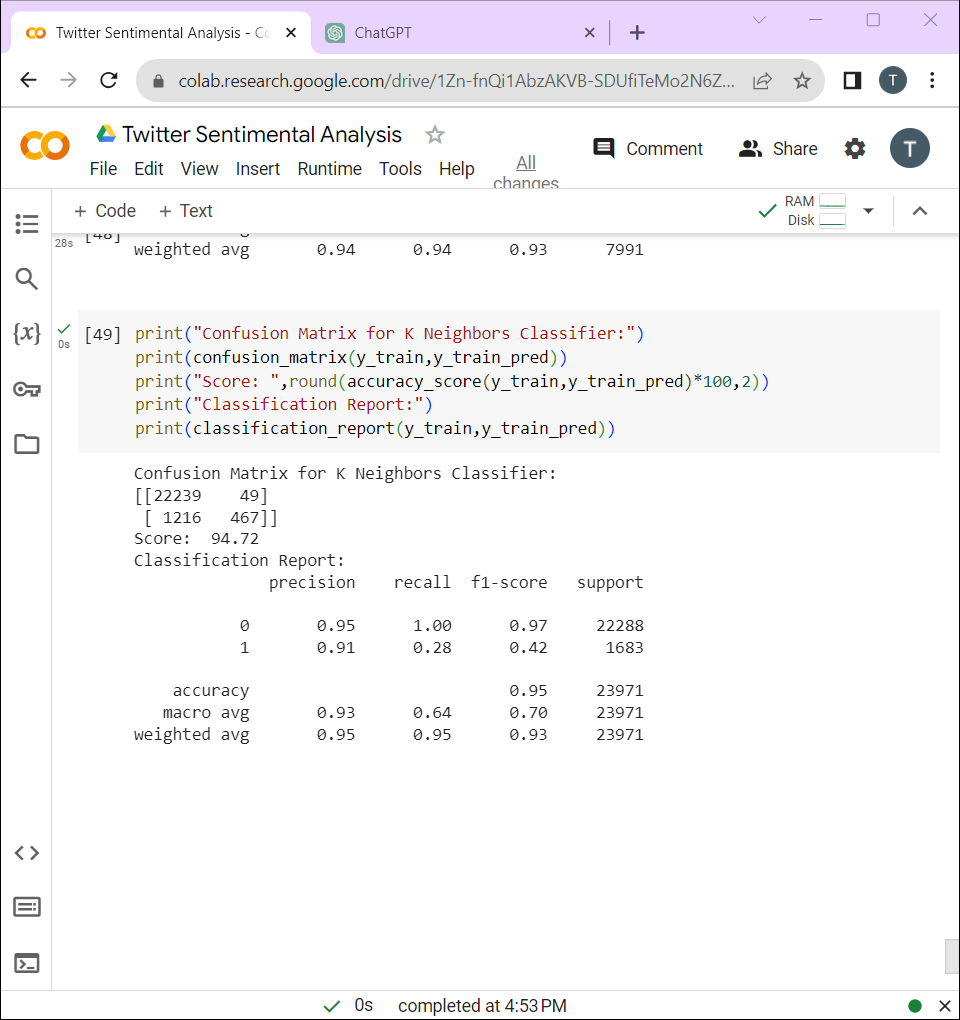 Twitter Sentimental Analysis - Co
ChatGPT
colab.research.google.com/drive/1Zn-fnQi1AbzAKVB-SDUfiTeMo2N6Z...
T
Twitter Sentimental Analysis
File Edit View Insert Runtime Tools Help
All changes
Comment
Share
T
+ Code + Text
RAM
Disk
28s
[48]
weighted avg 0.94 0.94 0.93 7991
{x}
0s
[49] print("Confusion Matrix for K Neighbors Classifier:")
print(confusion_matrix(y_train,y_train_pred))
print("Score: ",round(accuracy_score(y_train,y_train_pred)*100,2))
print("Classification Report:")
print(classification_report(y_train,y_train_pred))
Confusion Matrix for K Neighbors Classifier:
[[22239 49]
[ 1216 467]]
Score: 94.72
Classification Report:
precision recall f1-score support
0 0.95 1.00 0.97 22288
1 0.91 0.28 0.42 1683
accuracy 0.95 23971
macro avg 0.93 0.64 0.70 23971
weighted avg 0.95 0.95 0.93 23971
0s completed at 4:53 PM